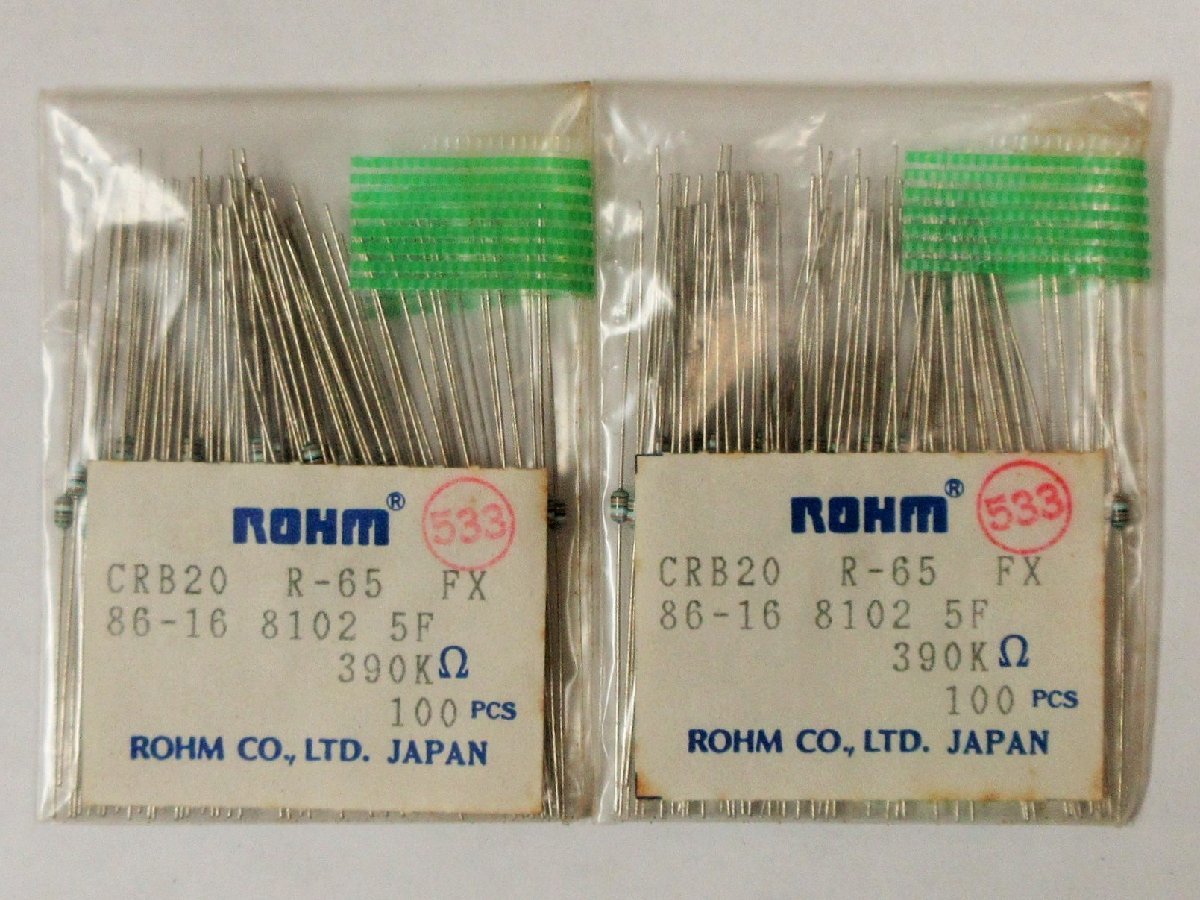 ROHM® 533
CRB20 R-65 FX
86-16 8102 5F
390KΩ
100 PCS
ROHM CO., LTD. JAPAN
ROHM® 533
CRB20 R-65 FX
86-16 8102 5F
390KΩ
100 PCS
ROHM CO., LTD. JAPAN